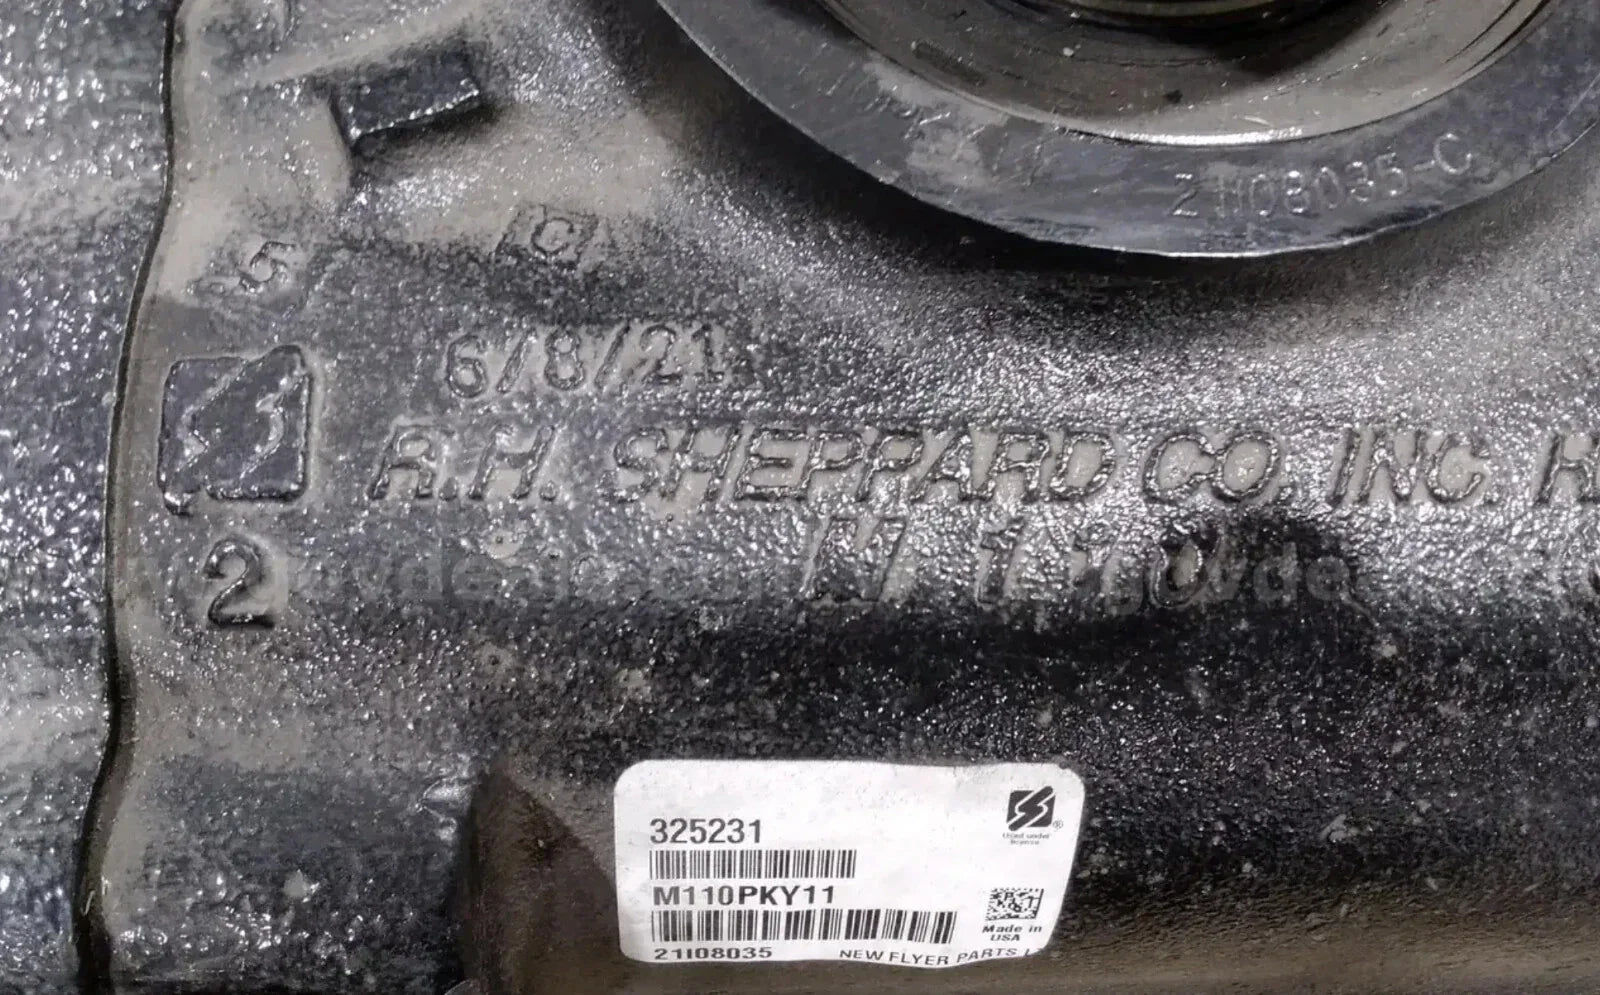 21I08035-C
C
5
6/8/21
R.H. SHEPPARD CO. INC. H
M110
2
325231
M110PKY11
21I08035 NEW FLYER PARTS L
Used under license
®
Made in USA